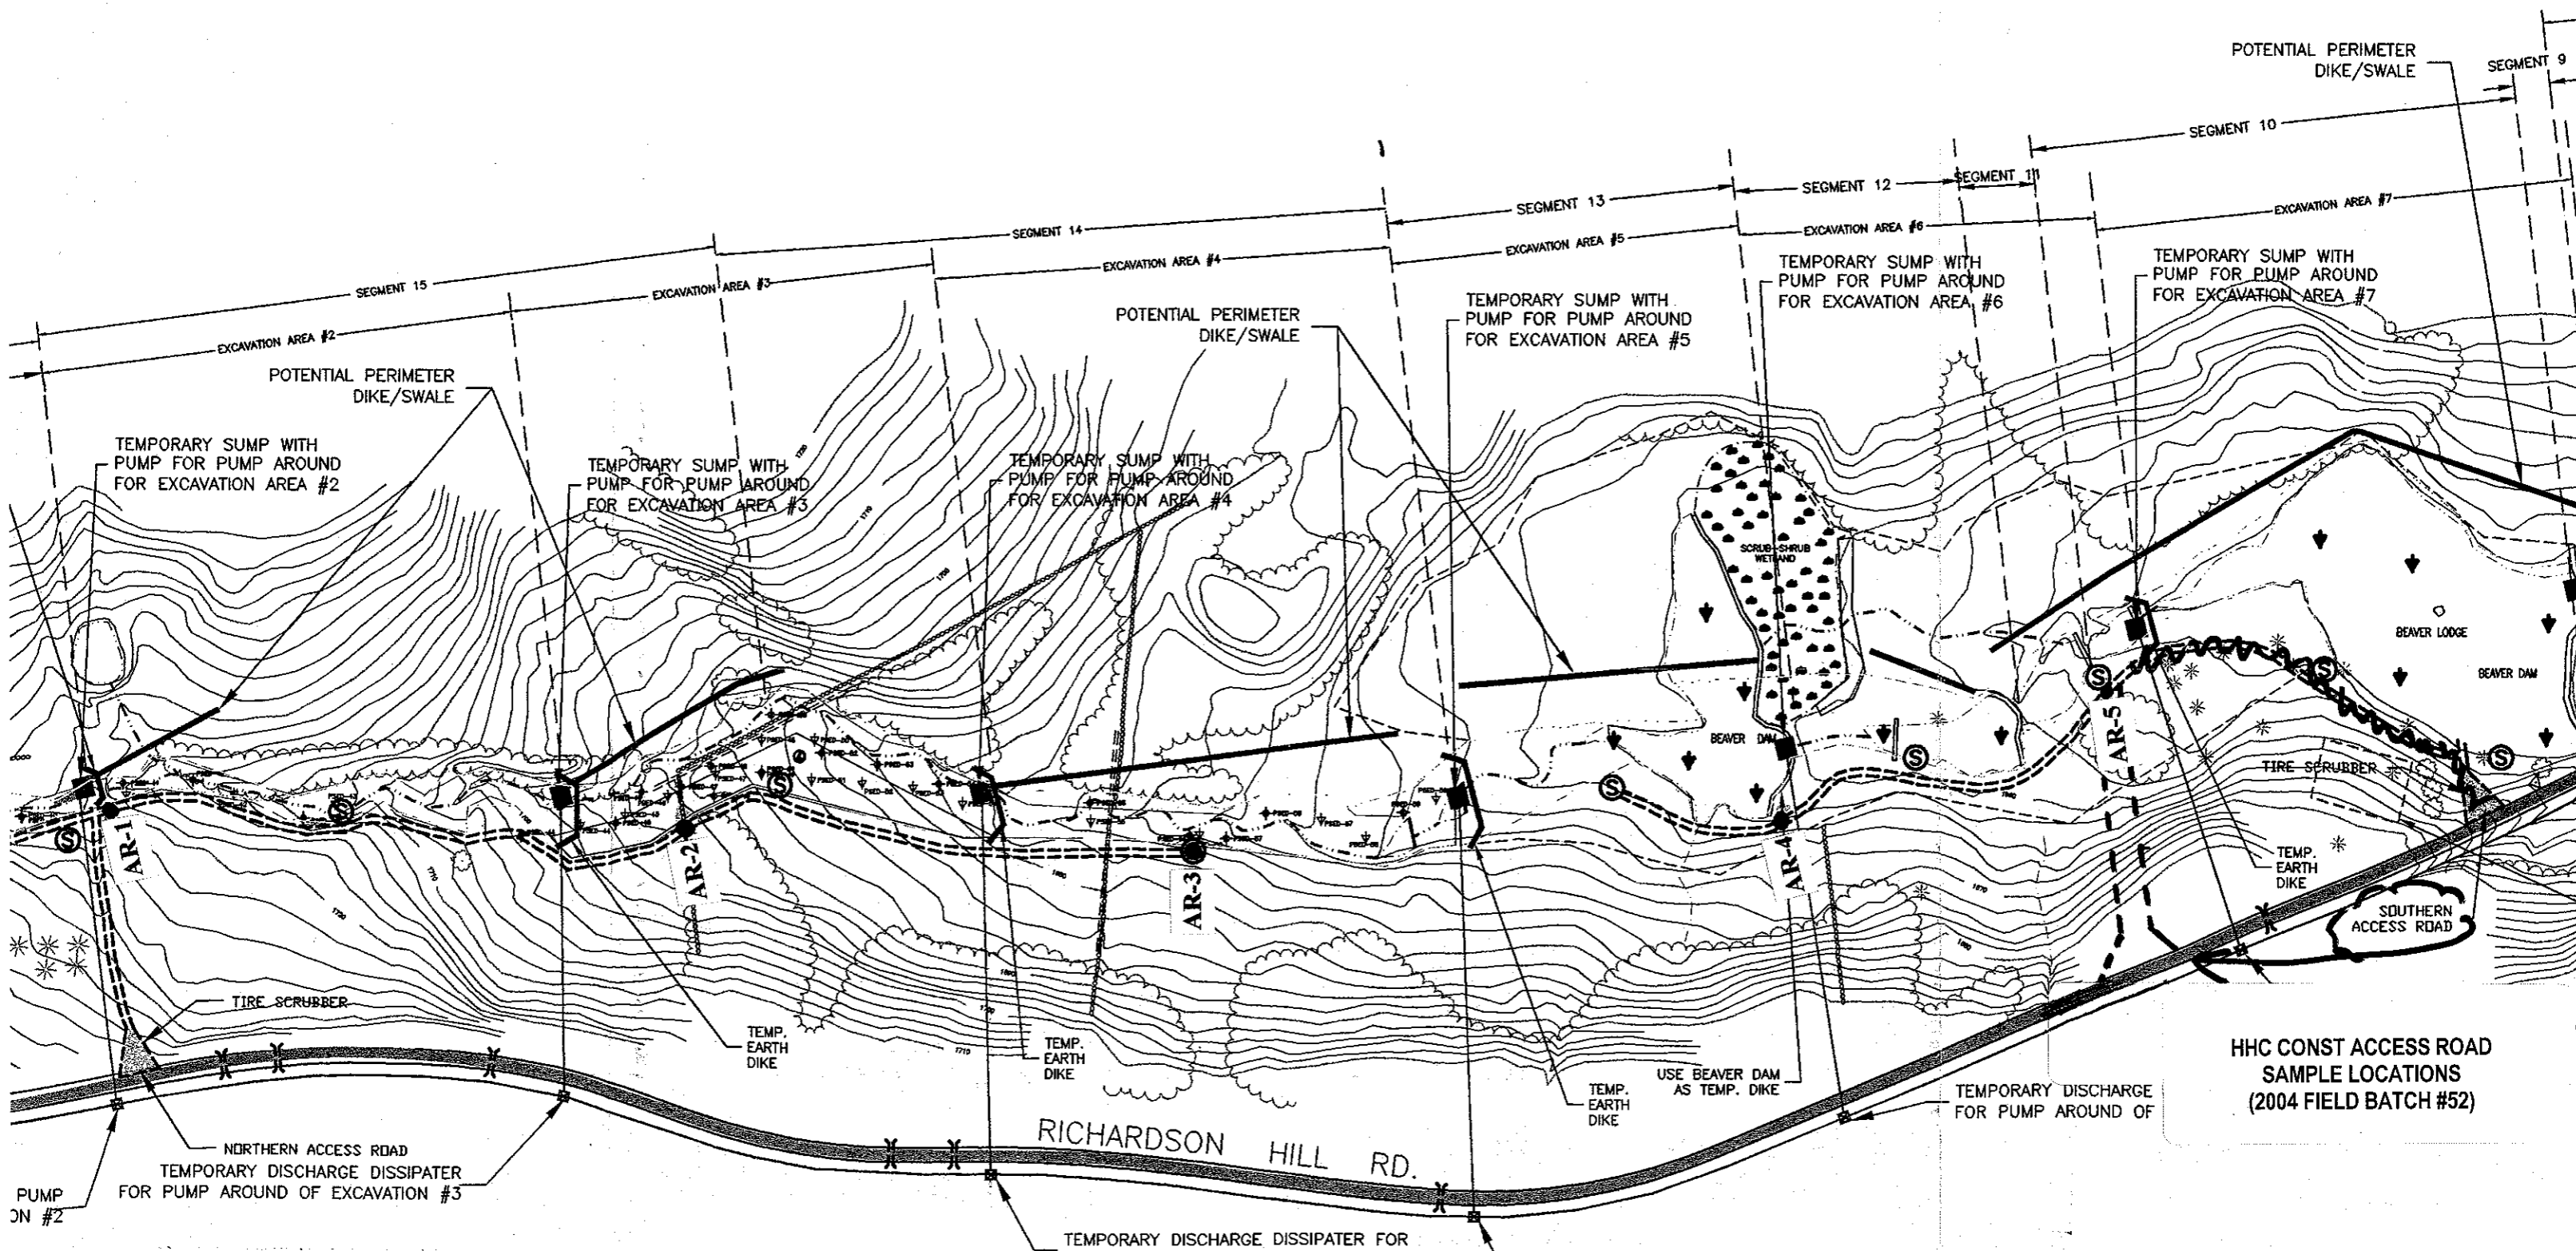 POTENTIAL PERIMETER
DIKE/SWALE
SEGMENT 9
SEGMENT 10
SEGMENT 11
SEGMENT 12
SEGMENT 13
SEGMENT 14
SEGMENT 15
EXCAVATION AREA #2
EXCAVATION AREA #3
EXCAVATION AREA #4
EXCAVATION AREA #5
EXCAVATION AREA #6
EXCAVATION AREA #7
POTENTIAL PERIMETER
DIKE/SWALE
POTENTIAL PERIMETER
DIKE/SWALE
TEMPORARY SUMP WITH
PUMP FOR PUMP AROUND
FOR EXCAVATION AREA #2
TEMPORARY SUMP WITH
PUMP FOR PUMP AROUND
FOR EXCAVATION AREA #3
TEMPORARY SUMP WITH
PUMP FOR PUMP AROUND
FOR EXCAVATION AREA #4
TEMPORARY SUMP WITH
PUMP FOR PUMP AROUND
FOR EXCAVATION AREA #5
TEMPORARY SUMP WITH
PUMP FOR PUMP AROUND
FOR EXCAVATION AREA #6
TEMPORARY SUMP WITH
PUMP FOR PUMP AROUND
FOR EXCAVATION AREA #7
SCRUB-SHRUB
WETLAND
BEAVER LODGE
BEAVER DAM
BEAVER DAM
S
S
S
S
S
S
S
S
AR-1
AR-2
AR-3
AR-4
AR-5
TIRE SCRUBBER
TIRE SCRUBBER
TEMP.
EARTH
DIKE
TEMP.
EARTH
DIKE
TEMP.
EARTH
DIKE
TEMP.
EARTH
DIKE
SOUTHERN
ACCESS ROAD
USE BEAVER DAM
AS TEMP. DIKE
NORTHERN ACCESS ROAD
TEMPORARY DISCHARGE DISSIPATER
FOR PUMP AROUND OF EXCAVATION #3
PUMP
ON #2
RICHARDSON HILL RD.
TEMPORARY DISCHARGE DISSIPATER FOR
TEMPORARY DISCHARGE
FOR PUMP AROUND OF
HHC CONST ACCESS ROAD
SAMPLE LOCATIONS
(2004 FIELD BATCH #52)